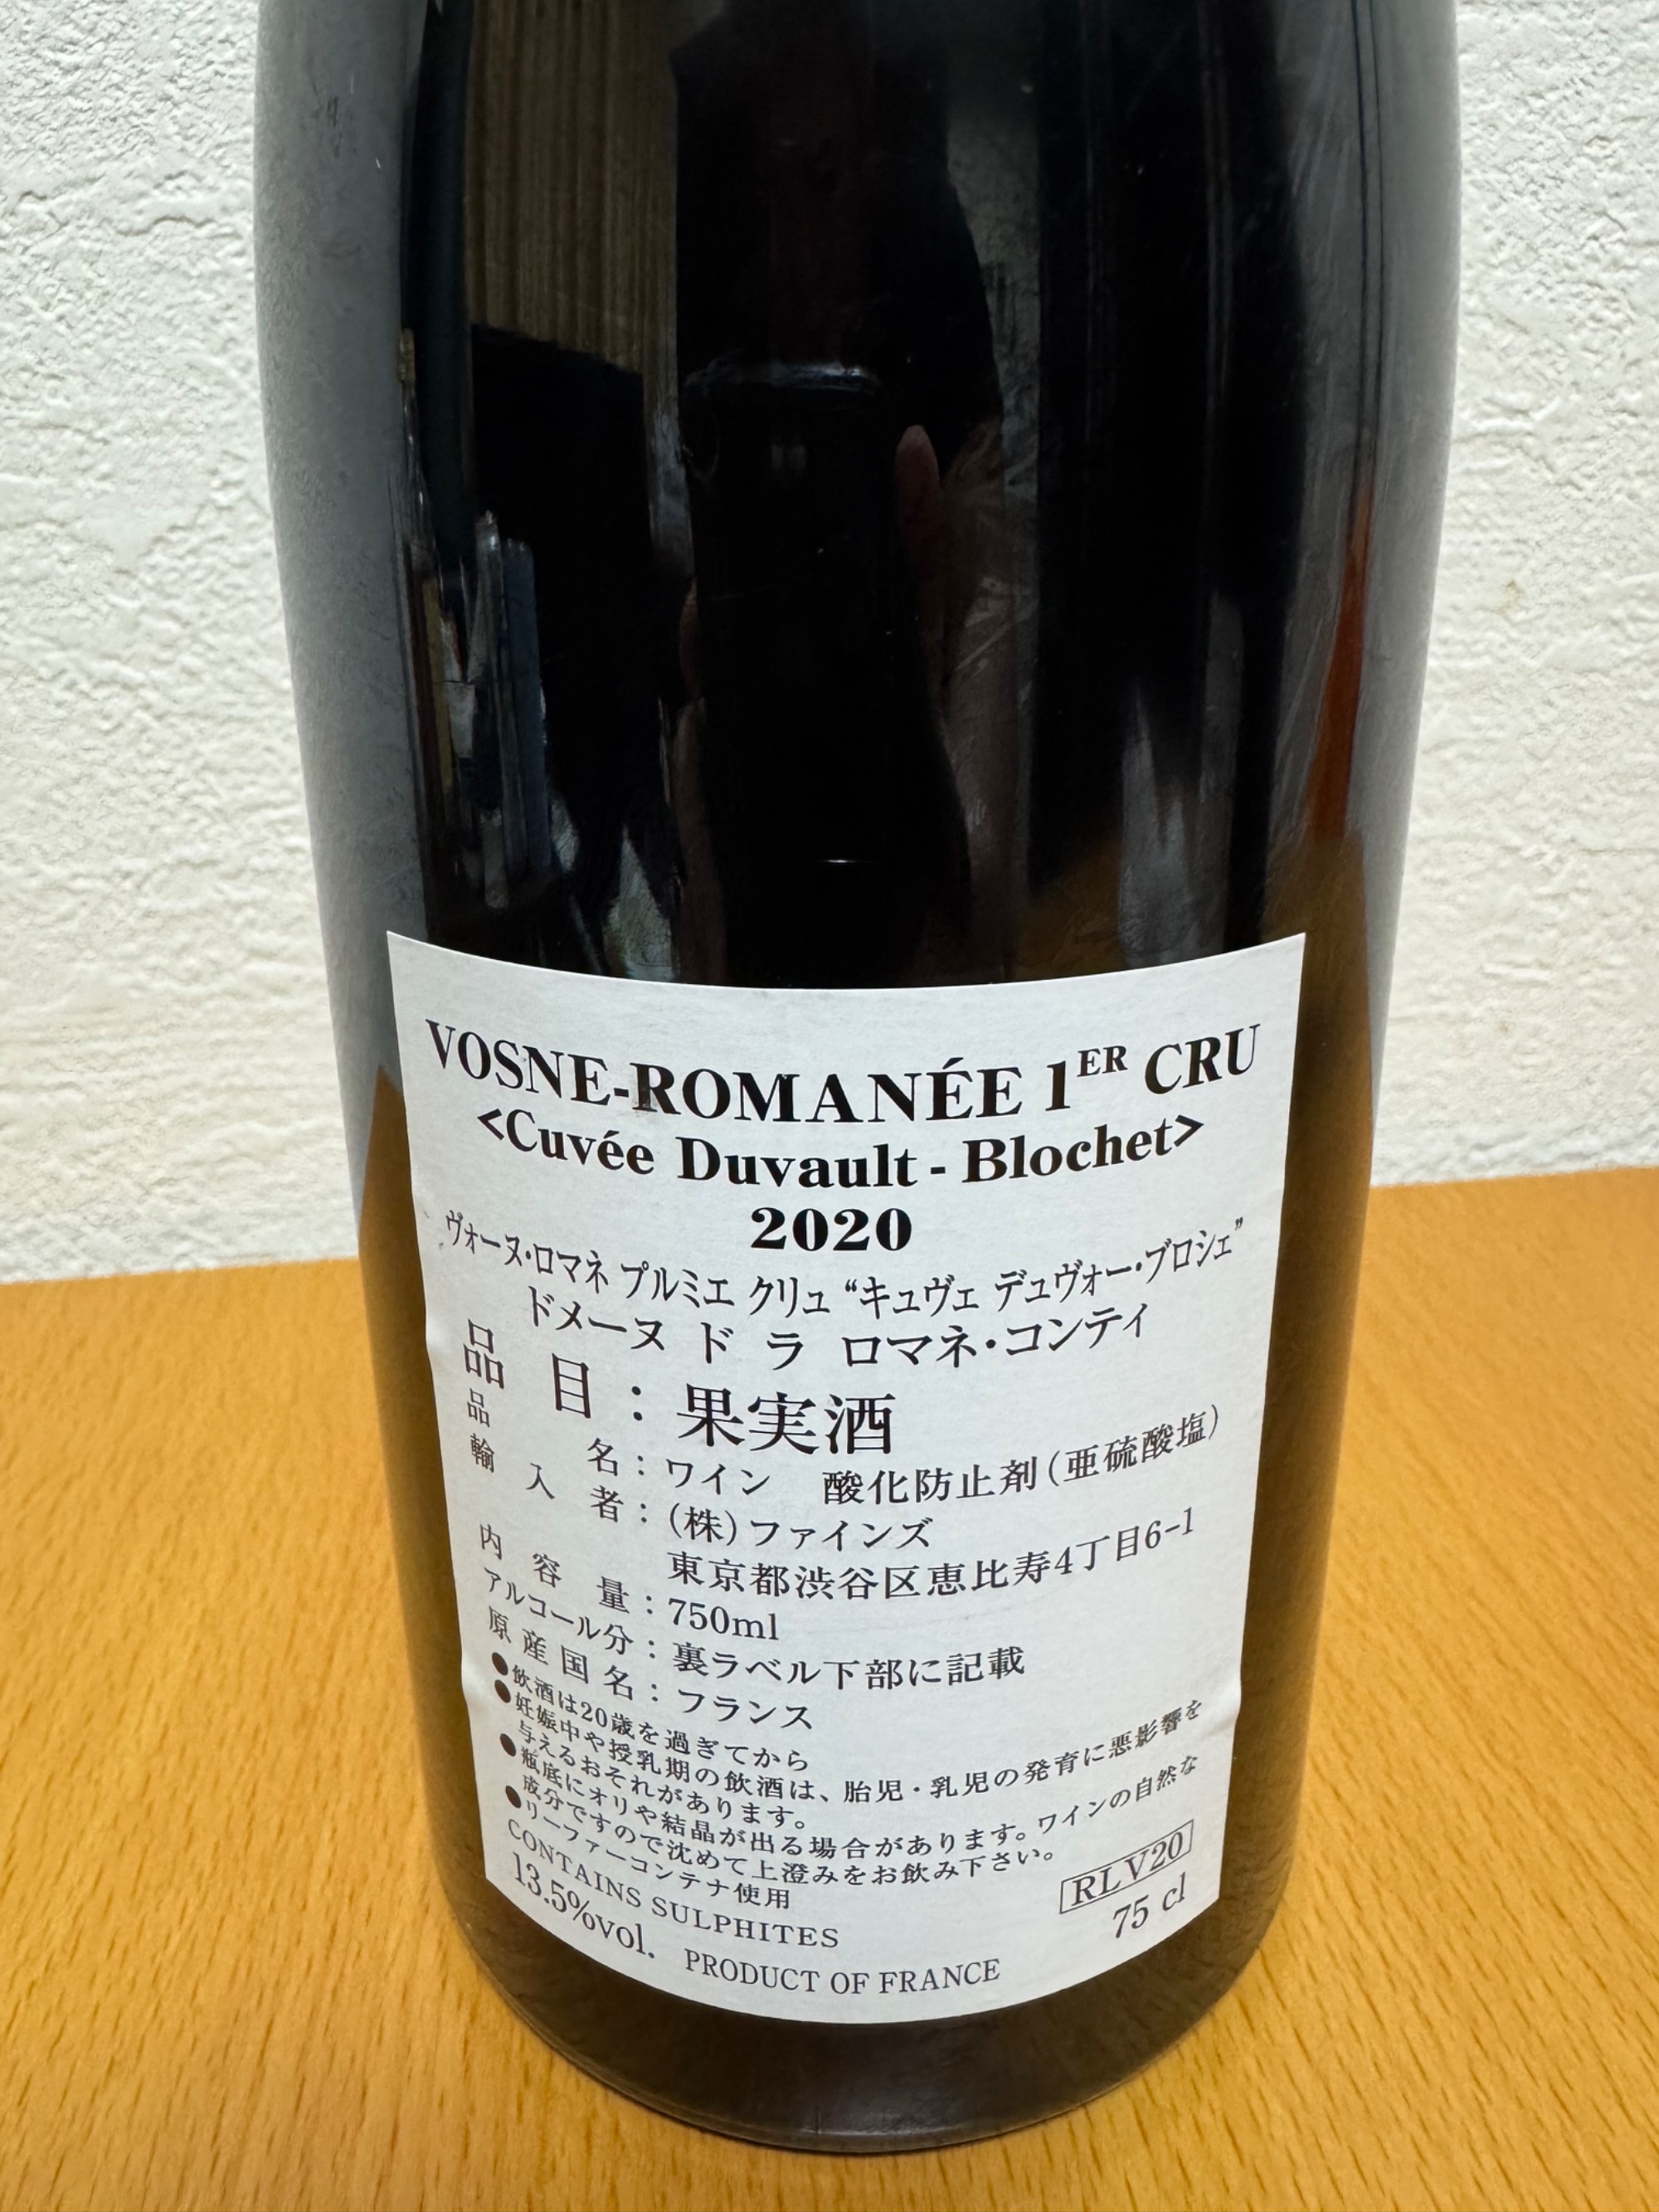 VOSNE-ROMANÉE 1ER CRU
<Cuvée Duvault-Blochet>
2020
ヴォーヌ・ロマネ プルミエ クリュ “キュヴェ デュヴォー・ブロシェ”
ドメーヌ ド ラ ロマネ・コンティ
品目：果実酒
品名：ワイン 酸化防止剤(亜硫酸塩)
輸入者：(株)ファインズ
東京都渋谷区恵比寿4丁目6-1
内容量：750ml
アルコール分：裏ラベル下部に記載
原産国名：フランス
●飲酒は20歳を過ぎてから
●妊娠中や授乳期の飲酒は、胎児・乳児の発育に悪影響を
与えるおそれがあります。
●瓶底にオリや結晶が出る場合があります。ワインの自然な
成分ですので沈めて上澄みをお飲み下さい。
●リーファーコンテナ使用
RLV20
CONTAINS SULPHITES
13.5%vol. PRODUCT OF FRANCE 75 cl